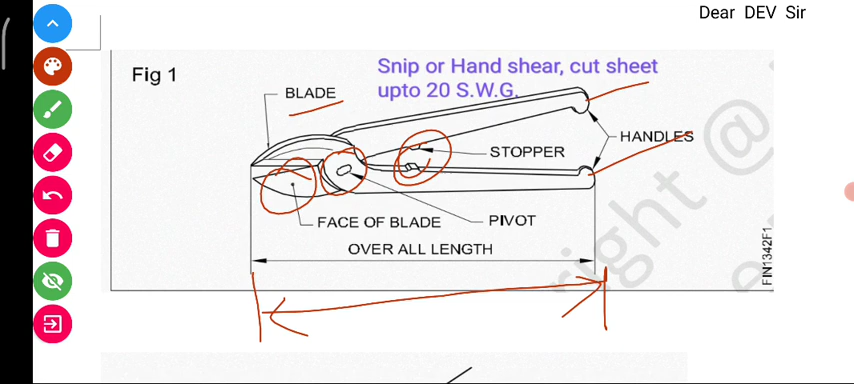 Dear DEV Sir
Fig 1
Snip or Hand shear, cut sheet
upto 20 S.W.G.
BLADE
HANDLES
STOPPER
FACE OF BLADE
PIVOT
OVER ALL LENGTH
FIN1342F1
right @